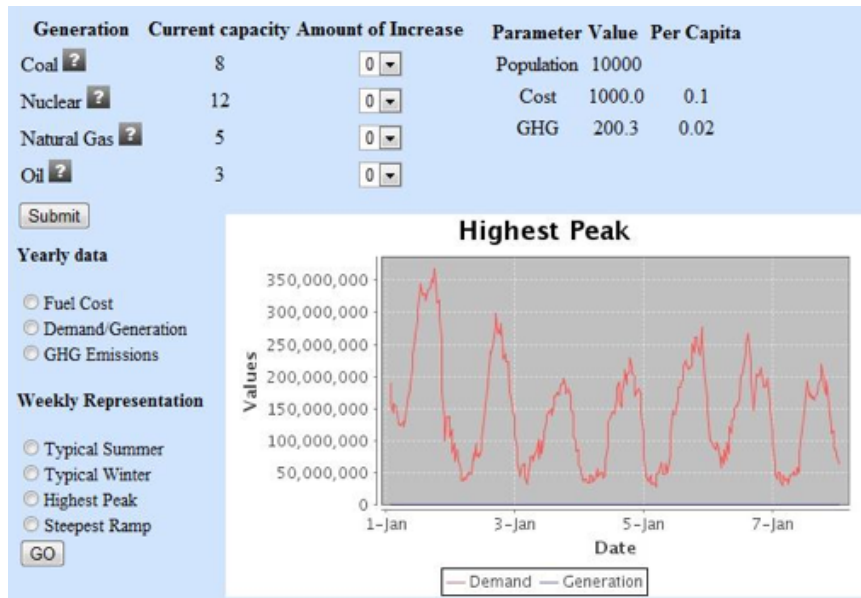 Generation Current capacity Amount of Increase
Coal ? 8 0
Nuclear ? 12 0
Natural Gas ? 5 0
Oil ? 3 0
Submit
Parameter Value Per Capita
Population 10000
Cost 1000.0 0.1
GHG 200.3 0.02
Yearly data
Fuel Cost
Demand/Generation
GHG Emissions
Weekly Representation
Typical Summer
Typical Winter
Highest Peak
Steepest Ramp
GO
Highest Peak
Values
350,000,000
300,000,000
250,000,000
200,000,000
150,000,000
100,000,000
50,000,000
0
1-Jan 3-Jan 5-Jan 7-Jan
Date
Demand Generation